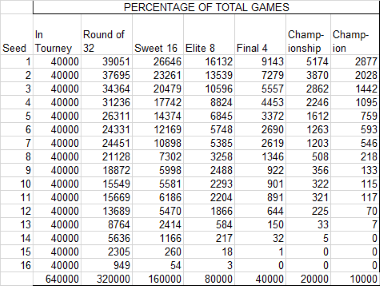 PERCENTAGE OF TOTAL GAMES
In Round of Champ- Champ-
Seed Tourney 32 Sweet 16 Elite 8 Final 4 ionship ion
1 40000 39051 26646 16132 9143 5174 2877
2 40000 37695 23261 13539 7279 3870 2028
3 40000 34364 20479 10596 5557 2862 1442
4 40000 31236 17742 8824 4453 2246 1095
5 40000 26311 14374 6845 3372 1612 759
6 40000 24331 12169 5748 2690 1263 593
7 40000 24451 10898 5385 2619 1203 546
8 40000 21128 7302 3258 1346 508 218
9 40000 18872 5998 2488 922 356 133
10 40000 15549 5581 2293 901 322 115
11 40000 15669 6186 2204 891 321 117
12 40000 13689 5470 1866 644 225 70
13 40000 8764 2414 584 150 33 7
14 40000 5636 1166 217 32 5 0
15 40000 2305 260 18 1 0 0
16 40000 949 54 3 0 0 0
640000 320000 160000 80000 40000 20000 10000